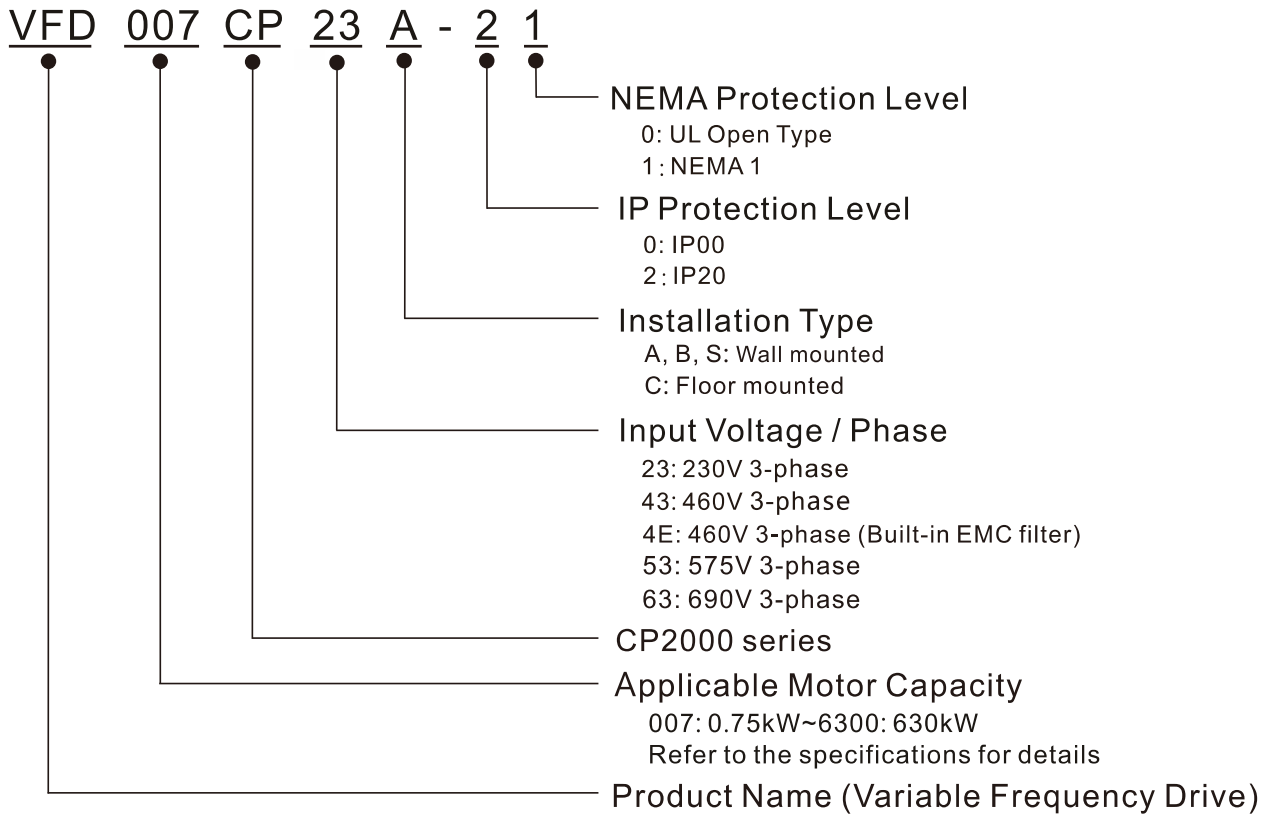 VFD 007 CP 23 A - 2 1
NEMA Protection Level
0: UL Open Type
1: NEMA 1
IP Protection Level
0: IP00
2: IP20
Installation Type
A, B, S: Wall mounted
C: Floor mounted
Input Voltage / Phase
23: 230V 3-phase
43: 460V 3-phase
4E: 460V 3-phase (Built-in EMC filter)
53: 575V 3-phase
63: 690V 3-phase
CP2000 series
Applicable Motor Capacity
007: 0.75kW~6300: 630kW
Refer to the specifications for details
Product Name (Variable Frequency Drive)